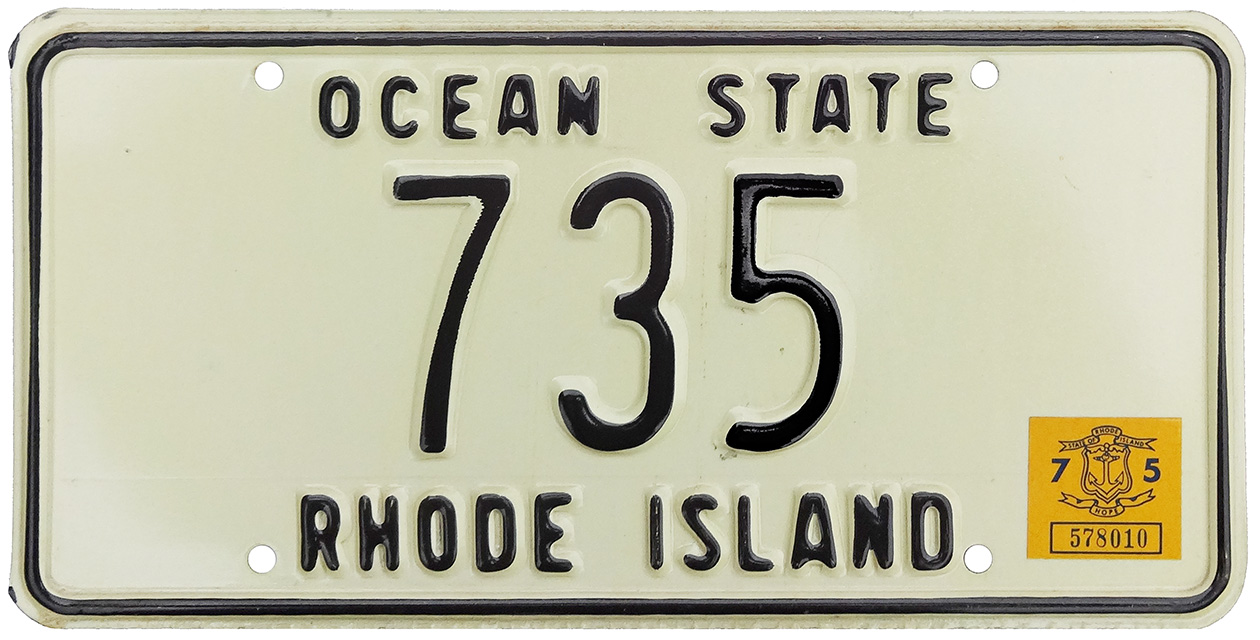 OCEAN STATE
735
RHODE ISLAND
STATE OF RHODE ISLAND
7 5
HOPE
578010